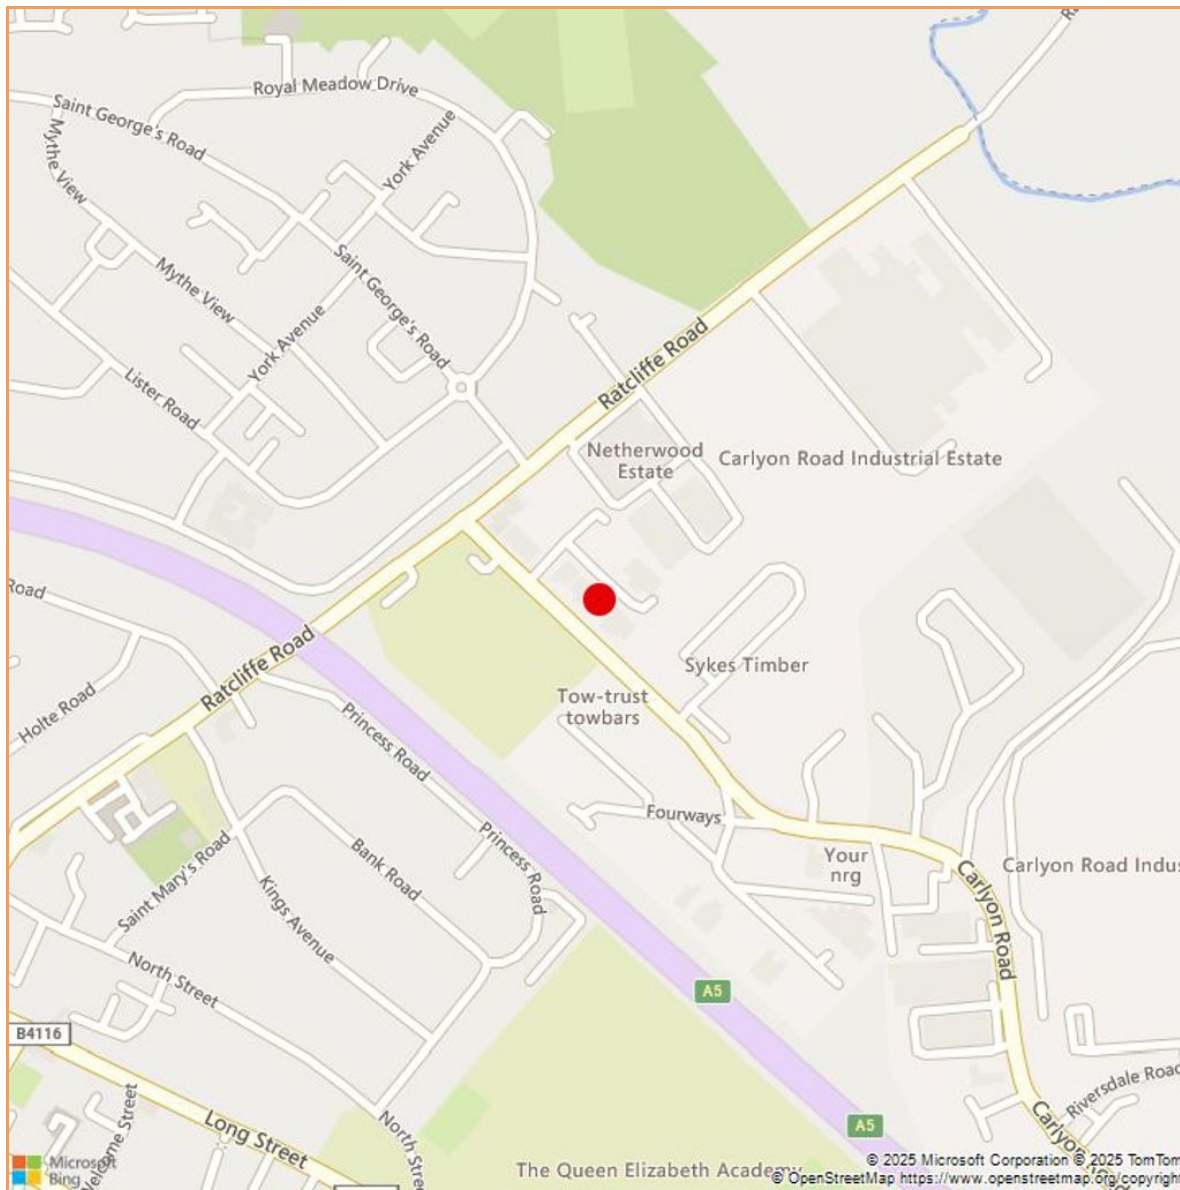 Royal Meadow Drive
Saint George's Road
York Avenue
Mythe View
Saint George's Road
Mythe View
York Avenue
Ratcliffe Road
Lister Road
Netherwood
Estate
Carlyon Road Industrial Estate
Road
Ratcliffe Road
Sykes Timber
Holte Road
Tow-trust
towbars
Princess Road
Fourways
Princess Road
Bank Road
Your
nrg
Saint Mary's Road
Kings Avenue
Carlyon Road
Carlyon Road Indus
North Street
A5
B4116
Riversdale Road
Long Street
North Stree
A5
Carlyon Road
Welcome Street
Microsoft
Bing
The Queen Elizabeth Academy
© 2025 Microsoft Corporation © 2025 TomTom
© OpenStreetMap https://www.openstreetmap.org/copyright